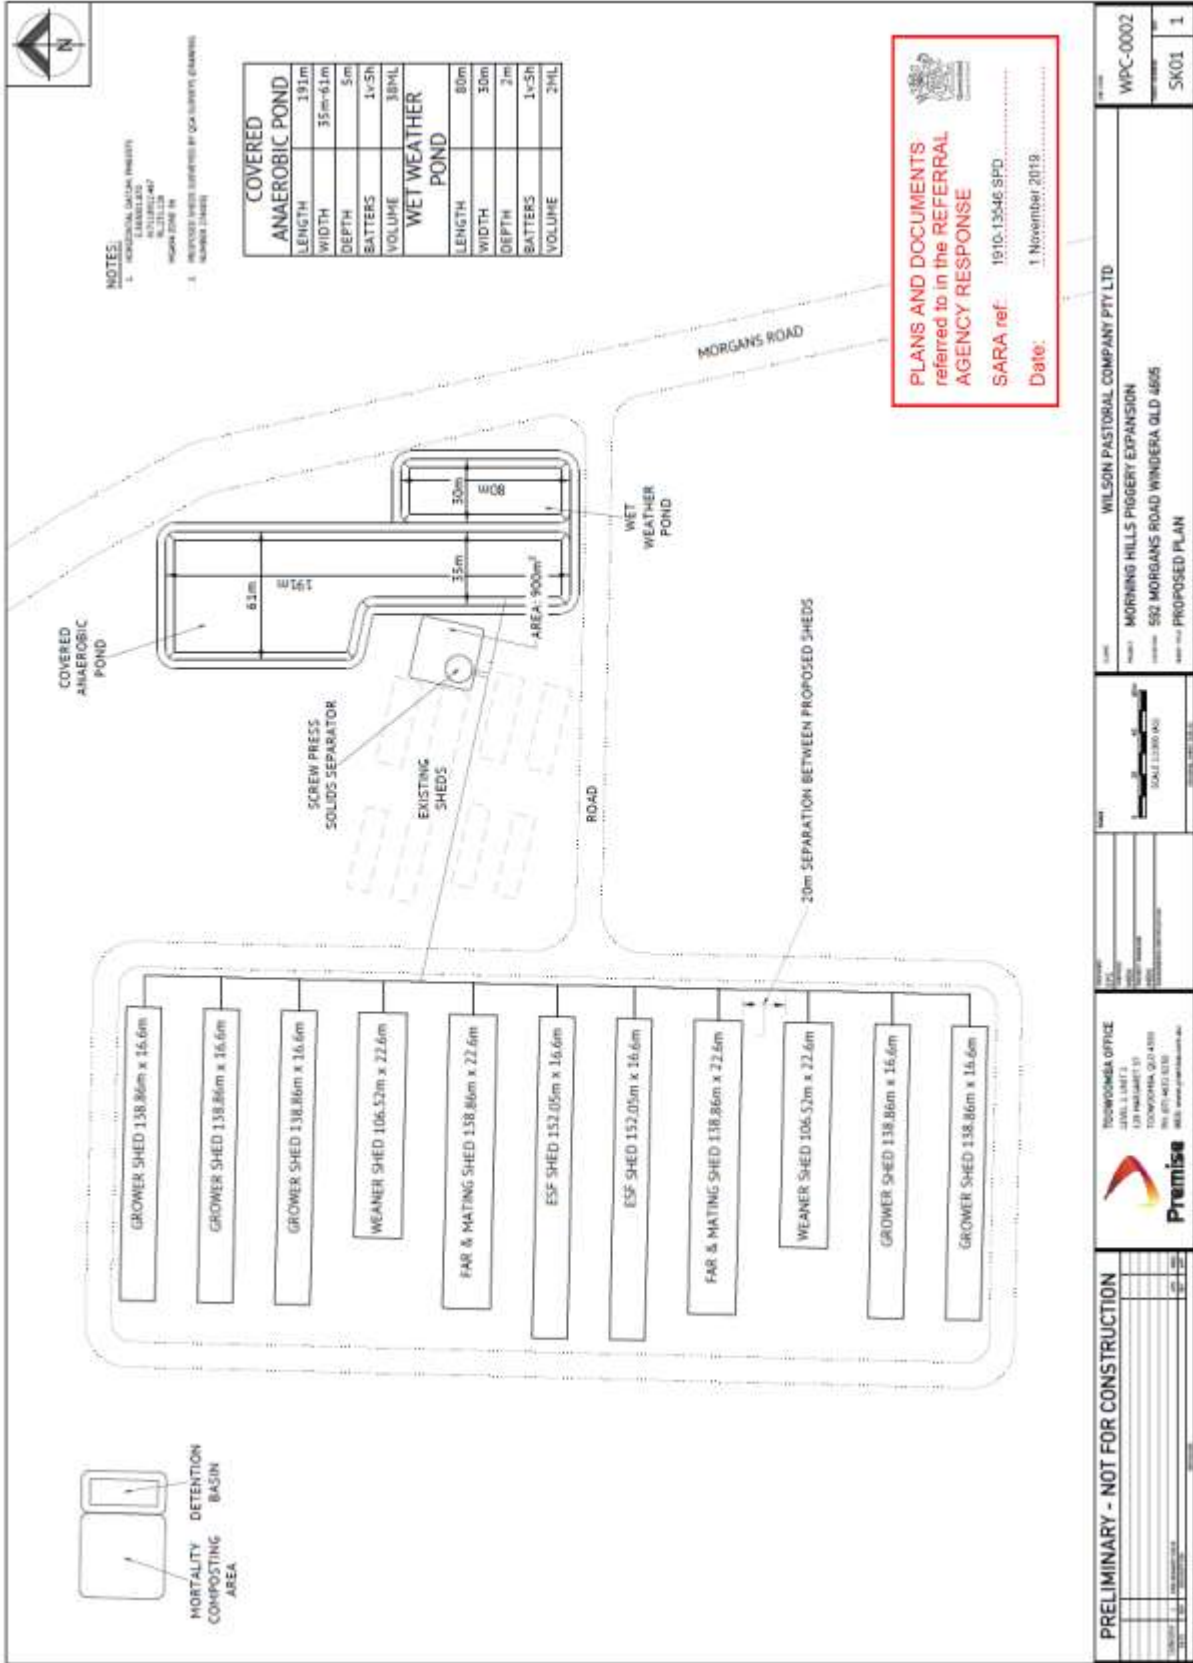 N
NOTES:
COVERED
ANAEROBIC POND
LENGTH 191m
WIDTH 35m-61m
DEPTH 5m
BATTERS 1v:5h
VOLUME 38ML
WET WEATHER
POND
LENGTH 80m
WIDTH 30m
DEPTH 2m
BATTERS 1v:5h
VOLUME 2ML
MORGANS ROAD
COVERED
ANAEROBIC
POND
61m
191m
35m
30m
80m
WET
WEATHER
POND
AREA: 900m²
SCREW PRESS
SOLIDS SEPARATOR
EXISTING
SHEDS
ROAD
20m SEPARATION BETWEEN PROPOSED SHEDS
GROWER SHED 138.86m x 16.6m
GROWER SHED 138.86m x 16.6m
GROWER SHED 138.86m x 16.6m
WEANER SHED 106.52m x 22.6m
FAR & MATING SHED 138.86m x 22.6m
ESF SHED 152.05m x 16.6m
ESF SHED 152.05m x 16.6m
FAR & MATING SHED 138.86m x 22.6m
WEANER SHED 106.52m x 22.6m
GROWER SHED 138.86m x 16.6m
GROWER SHED 138.86m x 16.6m
MORTALITY
COMPOSTING
AREA
DETENTION
BASIN
PLANS AND DOCUMENTS
referred to in the REFERRAL
AGENCY RESPONSE
SARA ref: 1910-13546 SPD
Date: 1 November 2019
PRELIMINARY - NOT FOR CONSTRUCTION
Premise
TOOWOOMBA OFFICE
SCALE 1:1000 (A1)
WILSON PASTORAL COMPANY PTY LTD
MORNING HILLS PIGGERY EXPANSION
592 MORGANS ROAD WINDERA QLD 4605
PROPOSED PLAN
WPC-0002
SK01
1